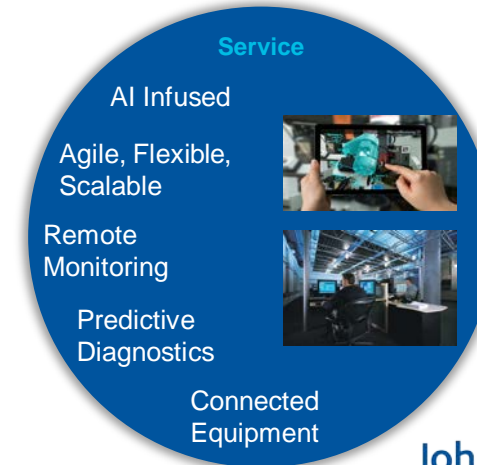 Service
AI Infused
Agile, Flexible,
Scalable
Remote
Monitoring
Predictive
Diagnostics
Connected
Equipment